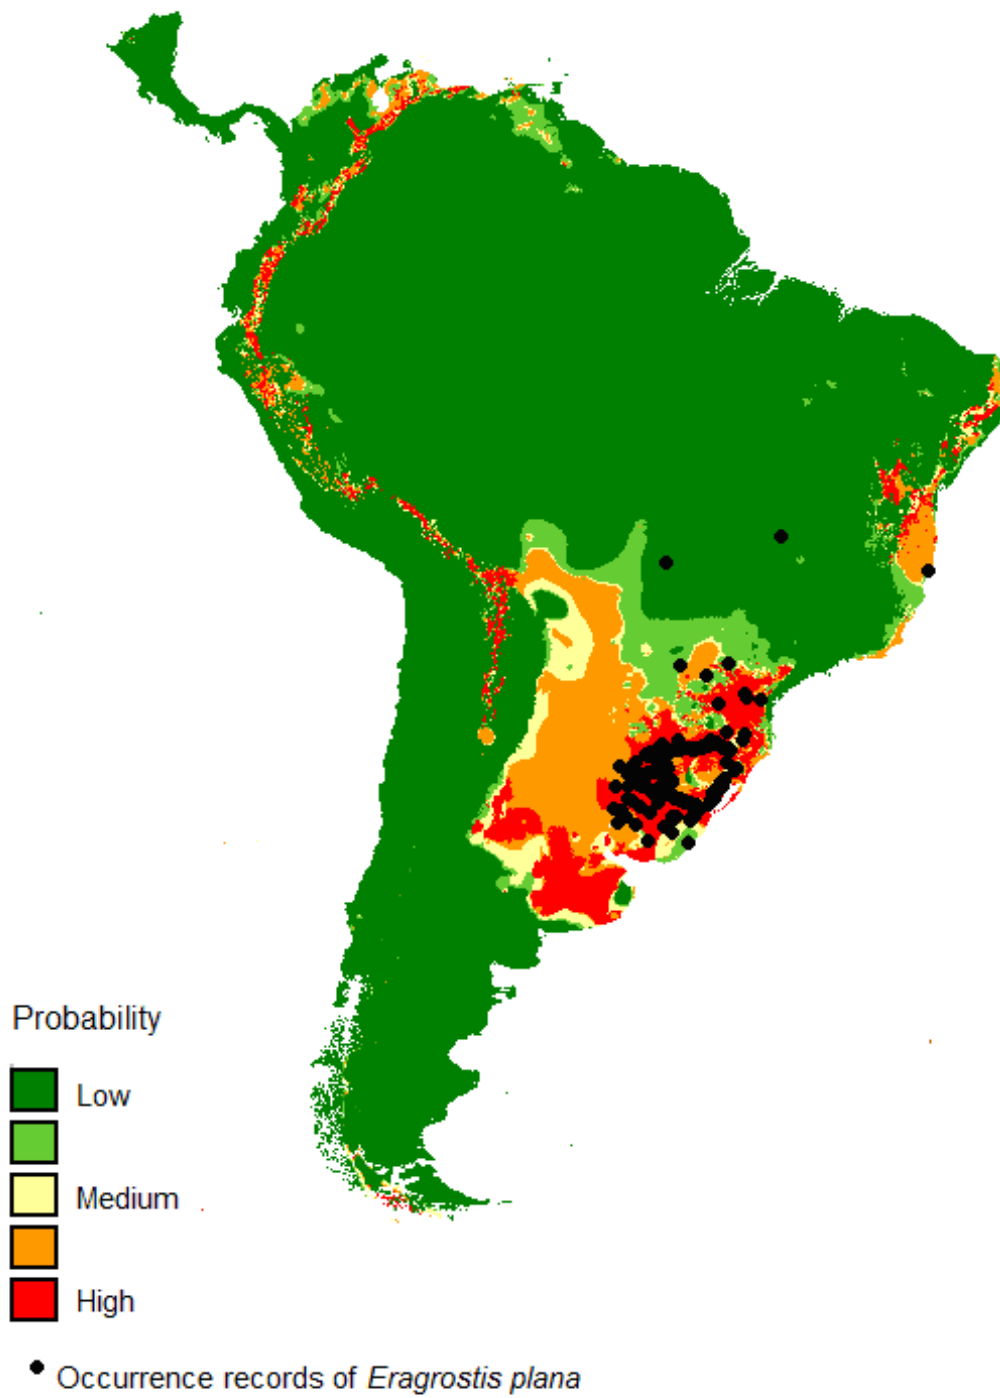 Probability
Low
Medium
High
Occurrence records of Eragrostis plana